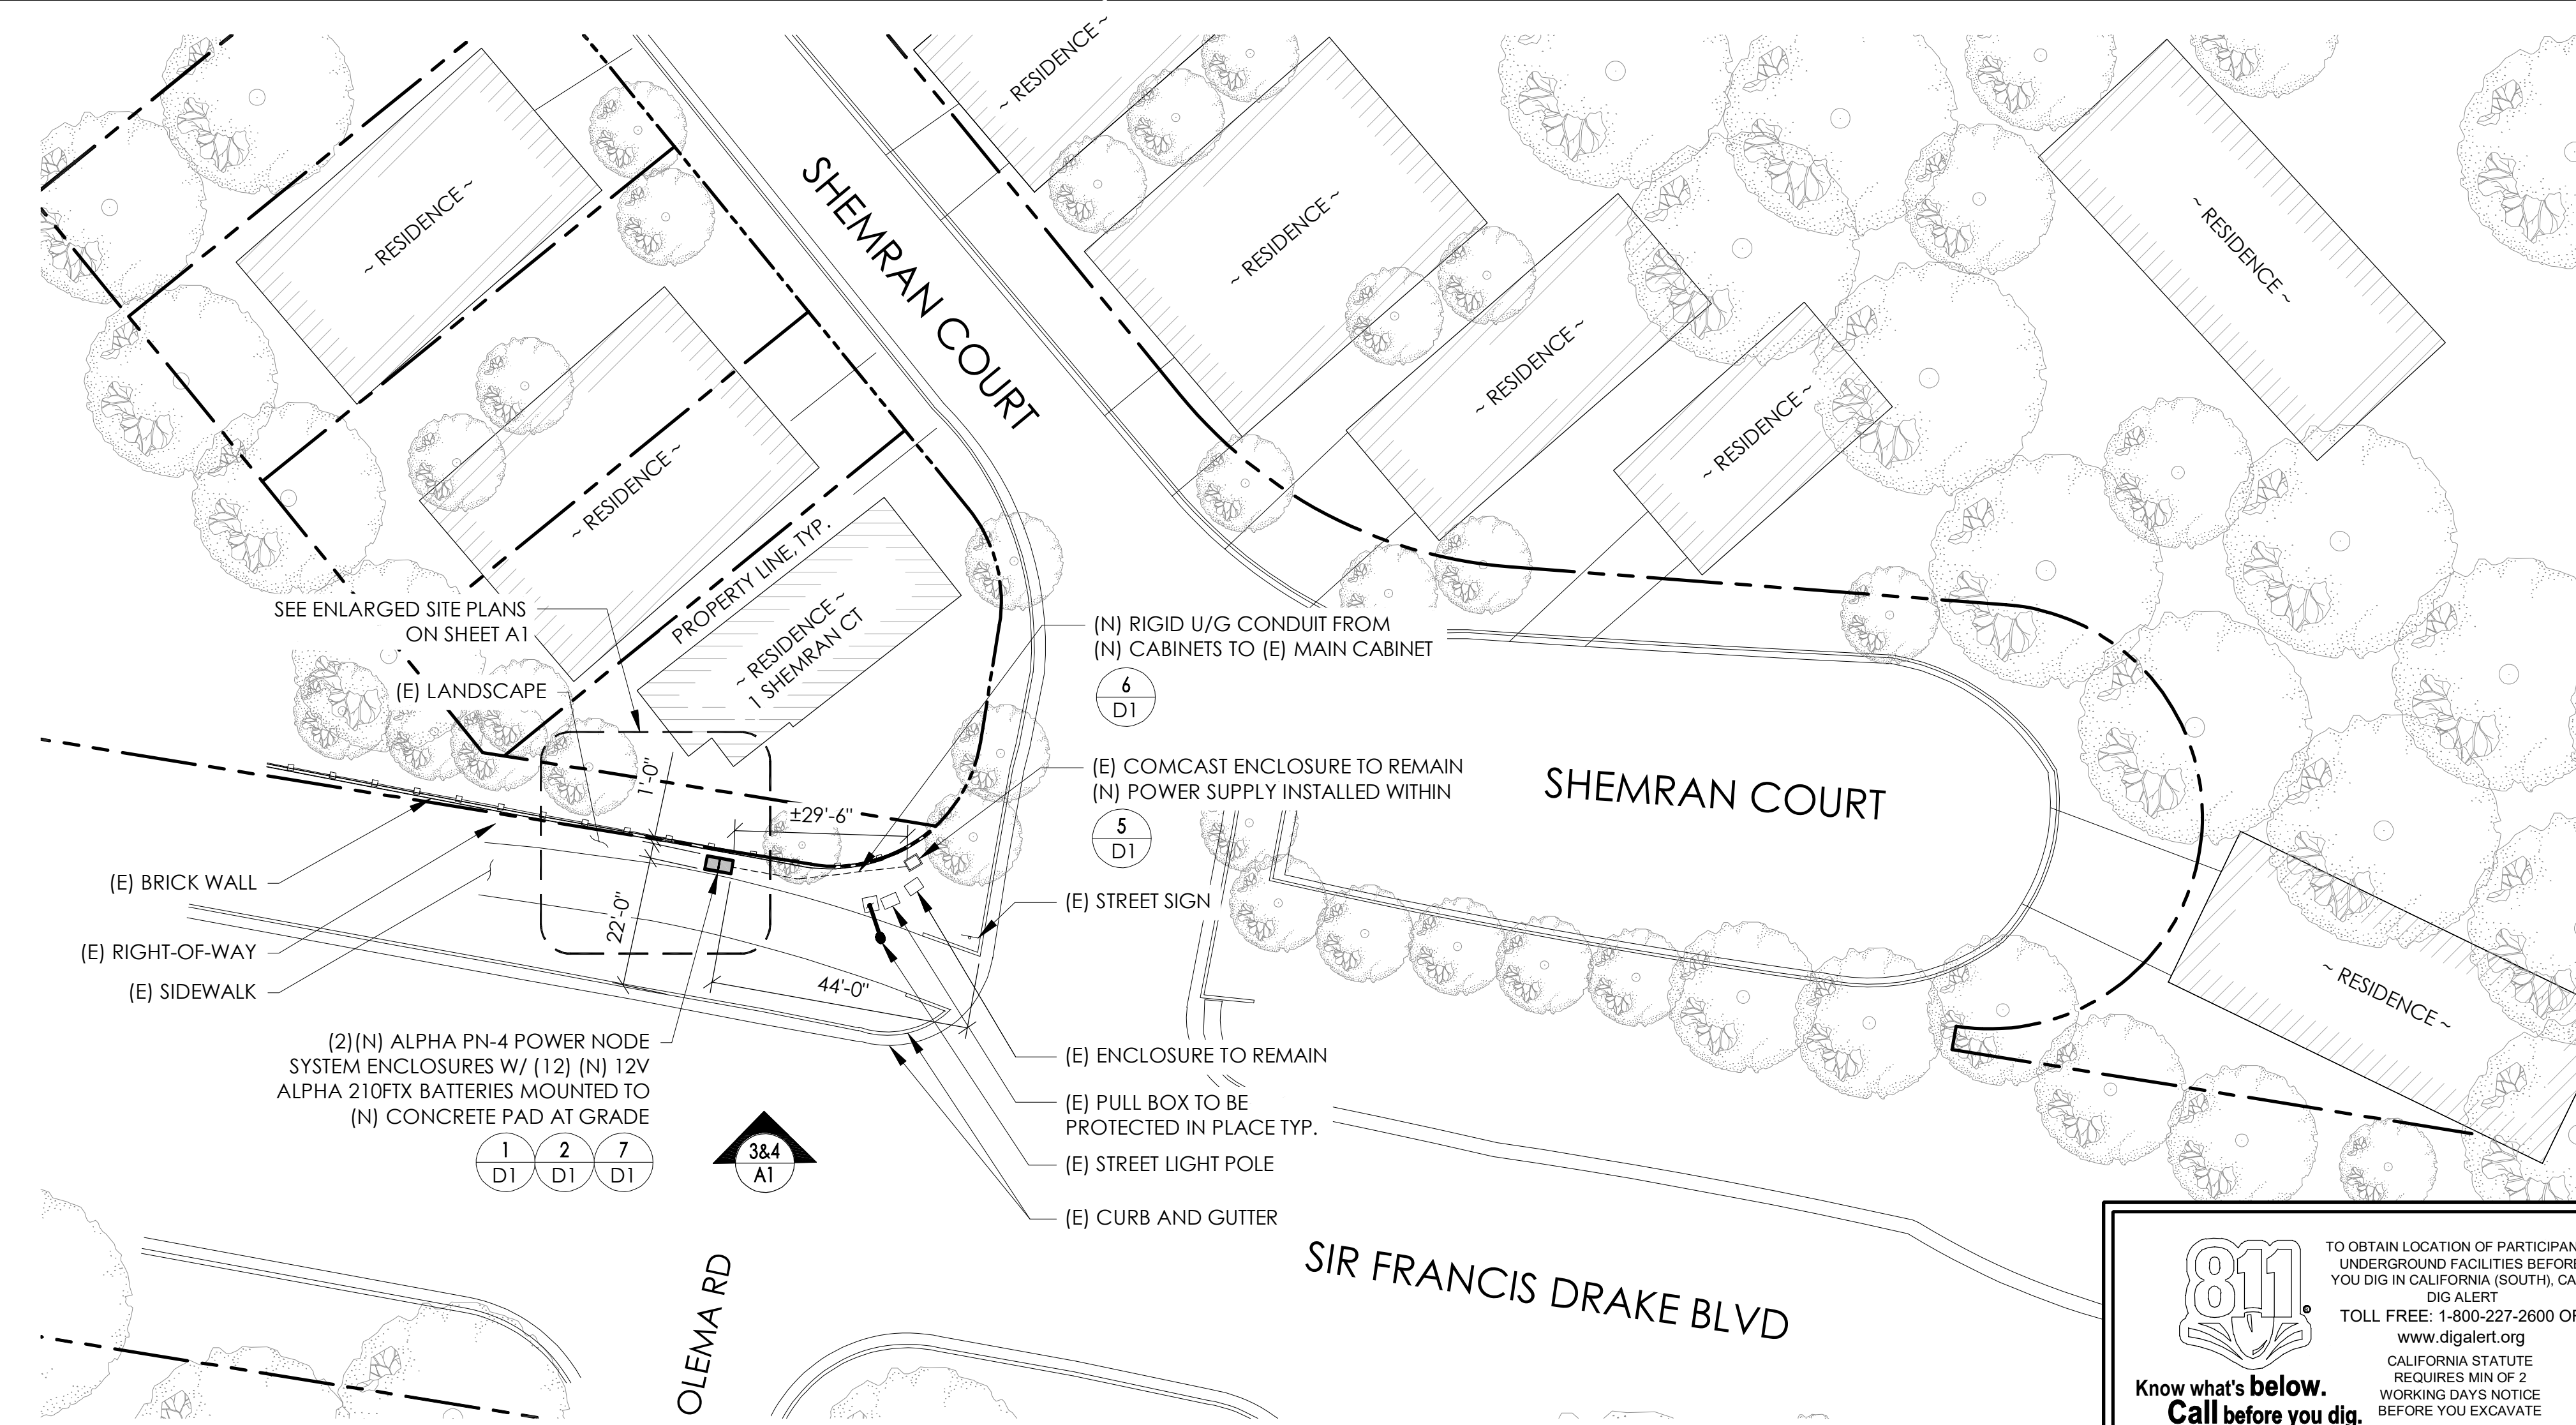 ~ RESIDENCE ~
~ RESIDENCE ~
SHEMRAN COURT
~ RESIDENCE ~
~ RESIDENCE ~
~ RESIDENCE ~
~ RESIDENCE ~
~ RESIDENCE ~
~ RESIDENCE ~
PROPERTY LINE, TYP.
~ RESIDENCE ~
1 SHEMRAN CT
SEE ENLARGED SITE PLANS
ON SHEET A1
(E) LANDSCAPE
(N) RIGID U/G CONDUIT FROM
(N) CABINETS TO (E) MAIN CABINET
6
D1
(E) COMCAST ENCLOSURE TO REMAIN
(N) POWER SUPPLY INSTALLED WITHIN
5
D1
SHEMRAN COURT
1'-0"
±29'-6"
22'-0"
44'-0"
(E) BRICK WALL
(E) RIGHT-OF-WAY
(E) SIDEWALK
(E) STREET SIGN
~ RESIDENCE ~
(2)(N) ALPHA PN-4 POWER NODE
SYSTEM ENCLOSURES W/ (12) (N) 12V
ALPHA 210FTX BATTERIES MOUNTED TO
(N) CONCRETE PAD AT GRADE
1
D1
2
D1
7
D1
3&4
A1
(E) ENCLOSURE TO REMAIN
(E) PULL BOX TO BE
PROTECTED IN PLACE TYP.
(E) STREET LIGHT POLE
(E) CURB AND GUTTER
OLEMA RD
SIR FRANCIS DRAKE BLVD
811
®
Know what's below.
Call before you dig.
TO OBTAIN LOCATION OF PARTICIPAN
UNDERGROUND FACILITIES BEFORE
YOU DIG IN CALIFORNIA (SOUTH), CA
DIG ALERT
TOLL FREE: 1-800-227-2600 OR
www.digalert.org
CALIFORNIA STATUTE
REQUIRES MIN OF 2
WORKING DAYS NOTICE
BEFORE YOU EXCAVATE